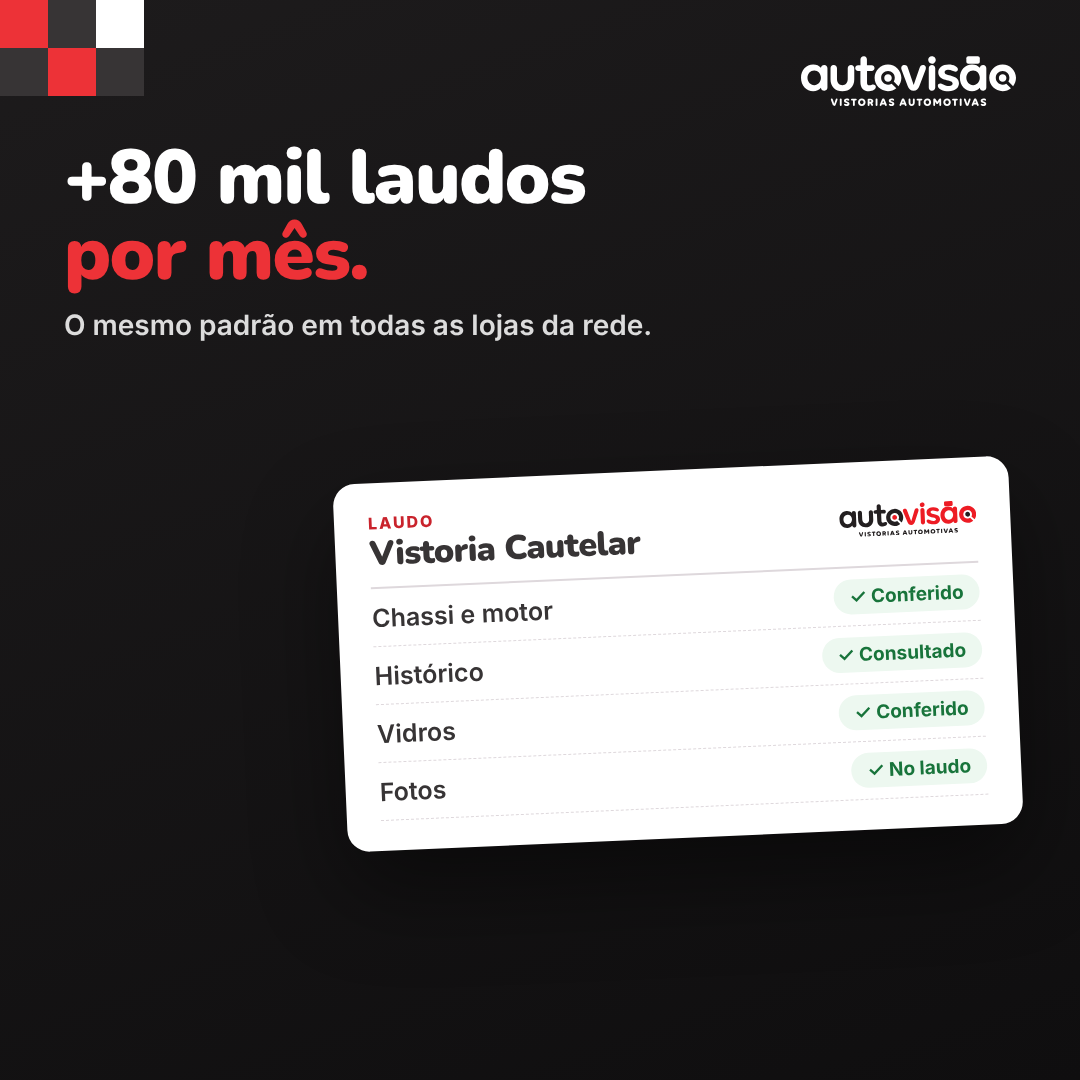 autovisão
VISTORIAS AUTOMOTIVAS
+80 mil laudos
por mês.
O mesmo padrão em todas as lojas da rede.
LAUDO
Vistoria Cautelar
autovisão
VISTORIAS AUTOMOTIVAS
Chassi e motor
Conferido
Histórico
Consultado
Vidros
Conferido
Fotos
No laudo